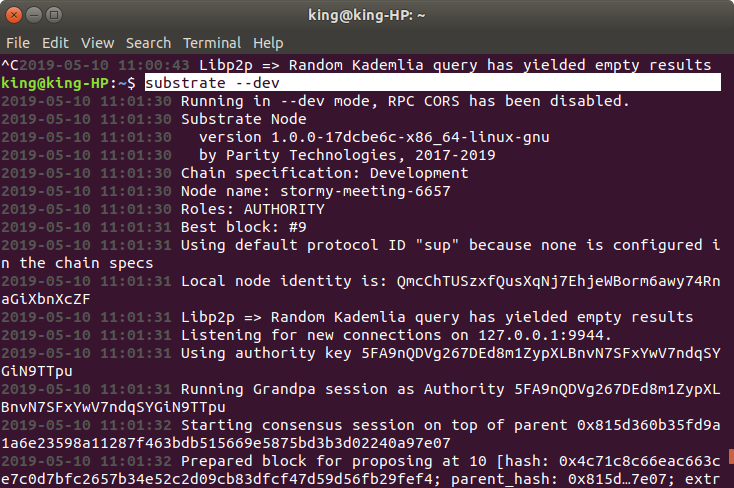 king@king-HP: ~
File Edit View Search Terminal Help
^C2019-05-10 11:00:43 Libp2p => Random Kademlia query has yielded empty results
king@king-HP:~$ substrate --dev
2019-05-10 11:01:30 Running in --dev mode, RPC CORS has been disabled.
2019-05-10 11:01:30 Substrate Node
2019-05-10 11:01:30   version 1.0.0-17dcbe6c-x86_64-linux-gnu
2019-05-10 11:01:30   by Parity Technologies, 2017-2019
2019-05-10 11:01:30 Chain specification: Development
2019-05-10 11:01:30 Node name: stormy-meeting-6657
2019-05-10 11:01:30 Roles: AUTHORITY
2019-05-10 11:01:31 Best block: #9
2019-05-10 11:01:31 Using default protocol ID "sup" because none is configured i
n the chain specs
2019-05-10 11:01:31 Local node identity is: QmcChTUSzxfQusXqNj7EhjeWBorm6awy74Rn
aGiXbnXcZF
2019-05-10 11:01:31 Libp2p => Random Kademlia query has yielded empty results
2019-05-10 11:01:31 Listening for new connections on 127.0.0.1:9944.
2019-05-10 11:01:31 Using authority key 5FA9nQDVg267DEd8m1ZypXLBnvN7SFxYwV7ndqSY
GiN9TTpu
2019-05-10 11:01:31 Running Grandpa session as Authority 5FA9nQDVg267DEd8m1ZypXL
BnvN7SFxYwV7ndqSYGiN9TTpu
2019-05-10 11:01:32 Starting consensus session on top of parent 0x815d360b35fd9a
1a6e23598a11287f463bdb515669e5875bd3b3d02240a97e07
2019-05-10 11:01:32 Prepared block for proposing at 10 [hash: 0x4c71c8c66eac663c
e7c0d7bfc2657b34e52c2d09cb83dfcf47d59d56fb29fef4; parent_hash: 0x815d…7e07; extr